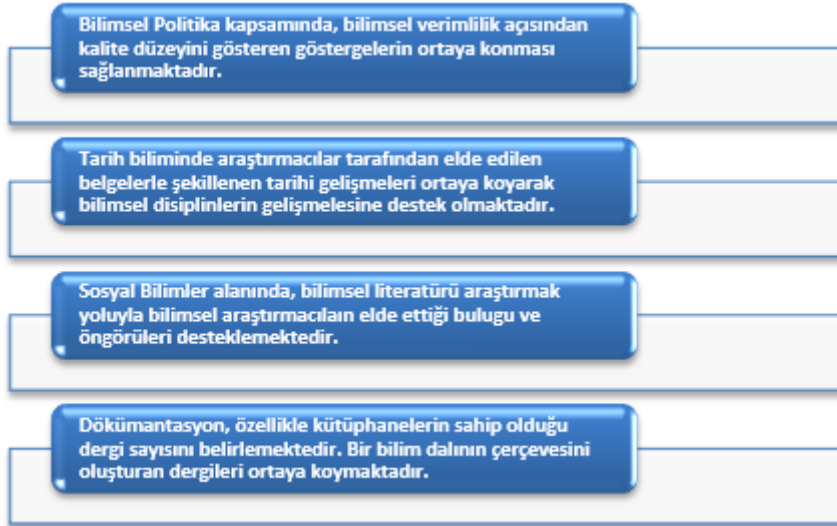 Bilimsel Politika kapsamında, bilimsel verimlilik açısından
kalite düzeyini gösteren göstergelerin ortaya konması
sağlanmaktadır.
Tarih biliminde araştırmacılar tarafından elde edilen
belgelerle şekillenen tarihi gelişmeleri ortaya koyarak
bilimsel disiplinlerin gelişmelesine destek olmaktadır.
Sosyal Bilimler alanında, bilimsel literatürü araştırmak
yoluyla bilimsel araştırmacılaın elde ettiği bulugu ve
öngörüleri desteklemektedir.
Dökümantasyon, özellikle kütüphanelerin sahip olduğu
dergi sayısını belirlemektedir. Bir bilim dalının çerçevesini
oluşturan dergileri ortaya koymaktadır.